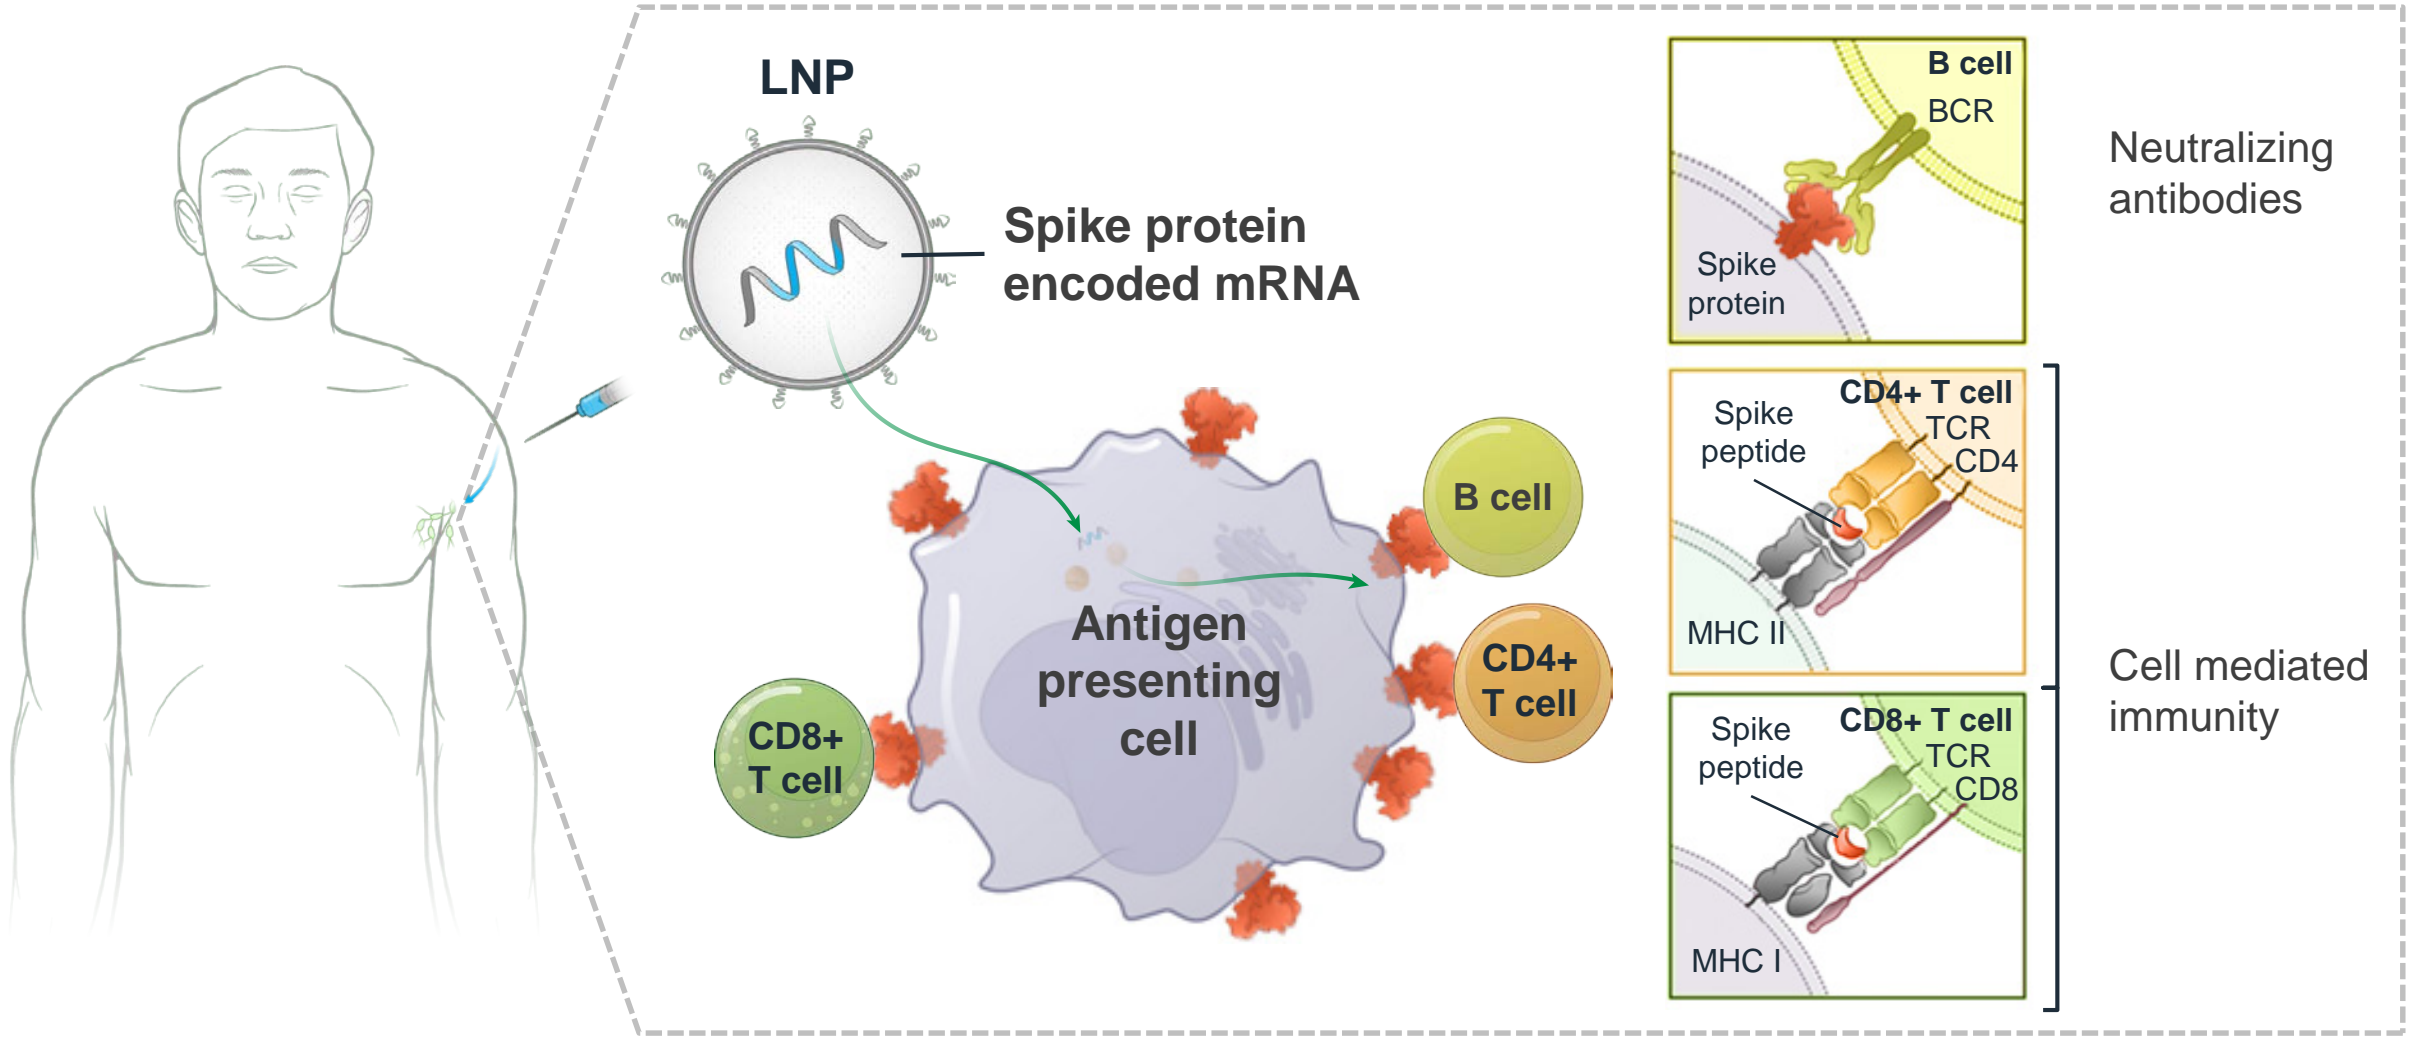 LNP
Spike protein
encoded mRNA
Antigen
presenting
cell
B cell
CD4+
T cell
CD8+
T cell
B cell
BCR
Spike
protein
Neutralizing
antibodies
CD4+ T cell
TCR
CD4
Spike
peptide
MHC II
CD8+ T cell
TCR
CD8
Spike
peptide
MHC I
Cell mediated
immunity